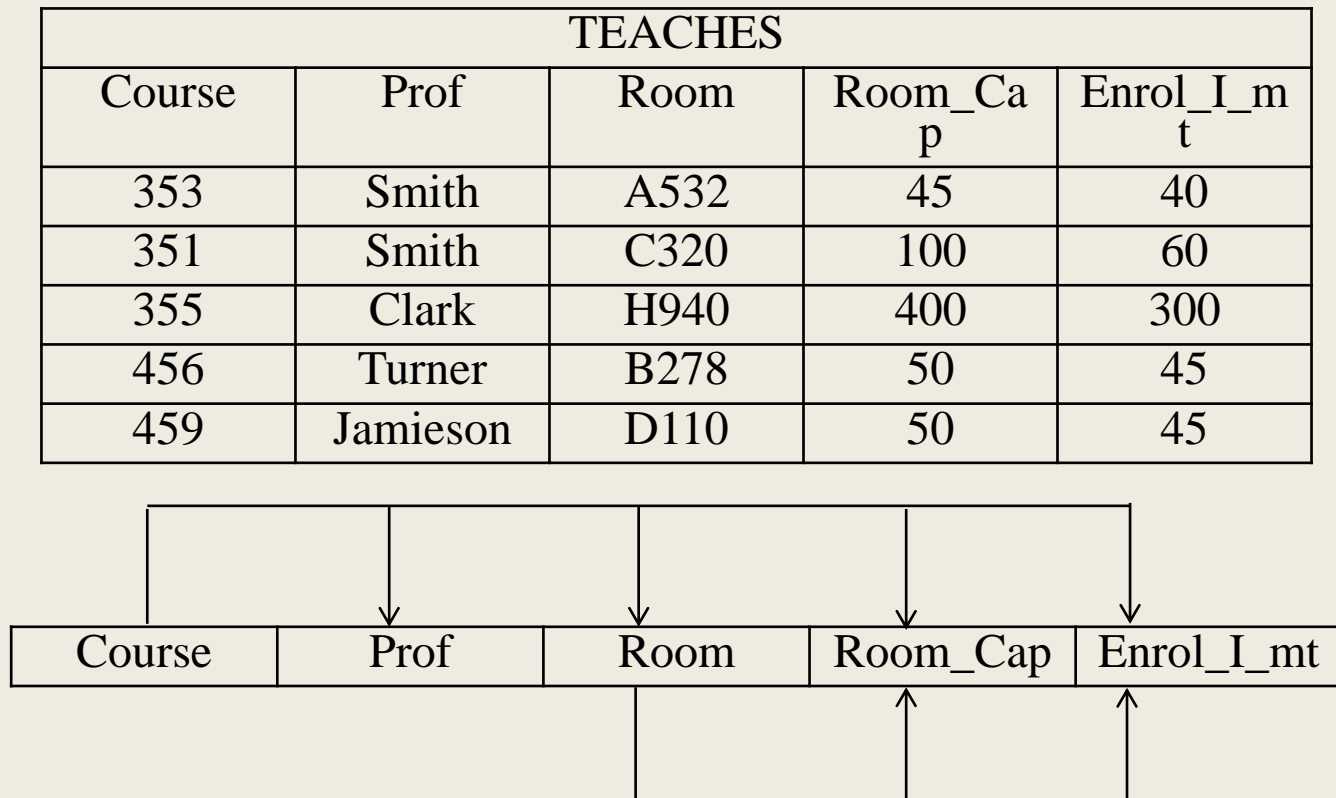 TEACHES
Course Prof Room Room_Ca Enrol_I_m
p t
353 Smith A532 45 40
351 Smith C320 100 60
355 Clark H940 400 300
456 Turner B278 50 45
459 Jamieson D110 50 45
Course Prof Room Room_Cap Enrol_I_mt